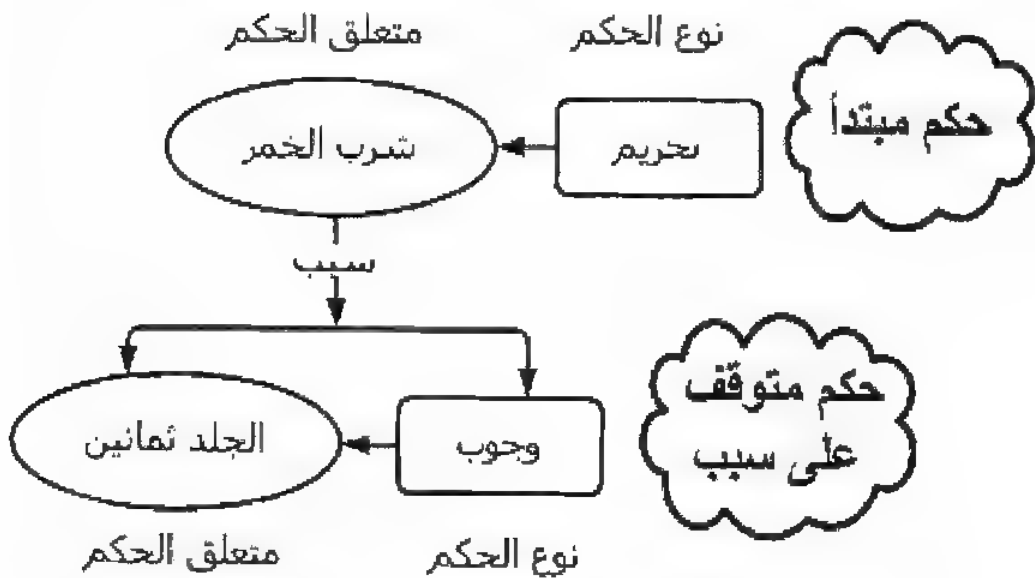 نوع الحكم
متعلق الحكم
حكم مبتدأ
تحريم
شرب الخمر
سبب
حكم متوقف
على سبب
وجوب
الجلد ثمانين
نوع الحكم
متعلق الحكم